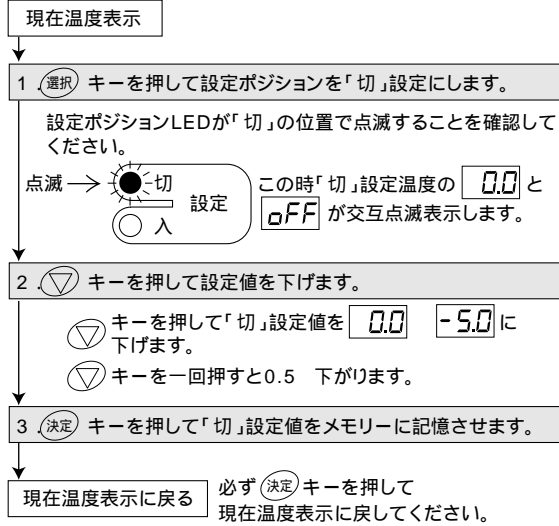 現在温度表示
1．選択 キーを押して設定ポジションを「切」設定にします。
設定ポジションLEDが「切」の位置で点滅することを確認して
ください。
点滅 → 切 この時「切」設定温度の 0.0 と
設定
入 oFF が交互点滅表示します。
2．▽ キーを押して設定値を下げます。
▽ キーを押して「切」設定値を 0.0 -5.0 に
下げます。
▽ キーを一回押すと0.5 下がります。
3．決定 キーを押して「切」設定値をメモリーに記憶させます。
現在温度表示に戻る 必ず 決定 キーを押して
現在温度表示に戻してください。